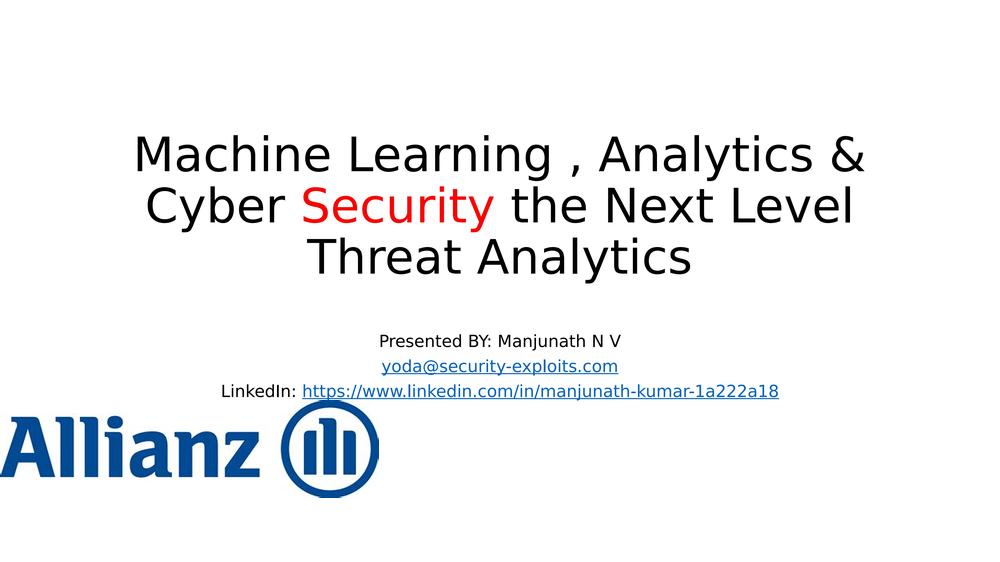 Machine Learning , Analytics &
Cyber Security the Next Level
Threat Analytics
Presented BY: Manjunath N V
yoda@security-exploits.com
LinkedIn: https://www.linkedin.com/in/manjunath-kumar-1a222a18
Allianz